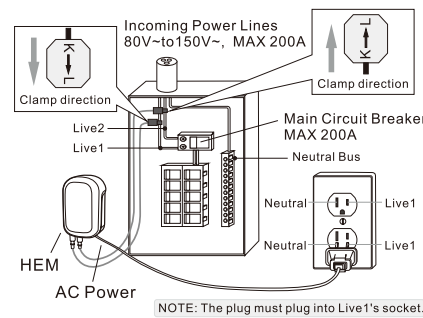 Incoming Power Lines
80V~to150V~, MAX 200A
K
L
Clamp direction
L
K
Clamp direction
Live2
Live1
Main Circuit Breaker
MAX 200A
Neutral Bus
Neutral
Live1
Neutral
Live1
HEM
AC Power
NOTE: The plug must plug into Live1's socket.